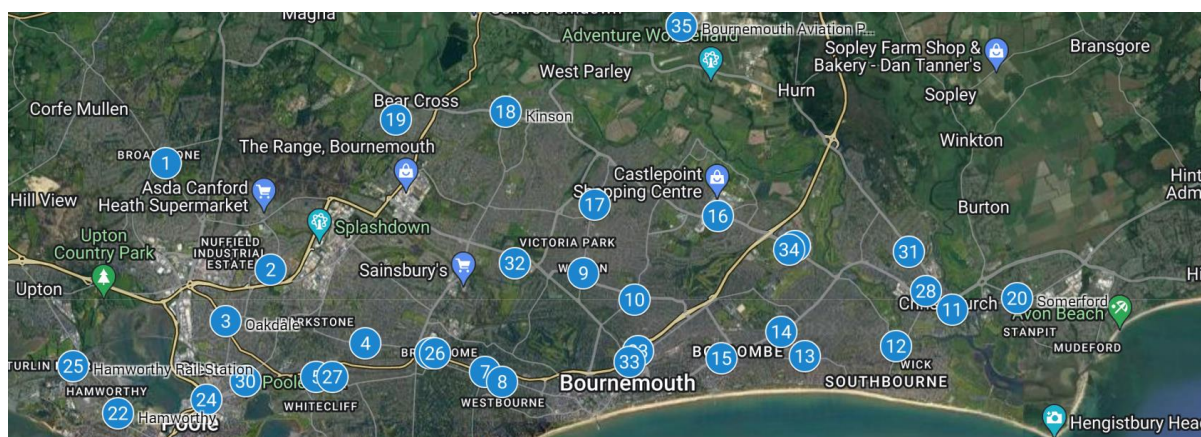 Magna
35
Bournemouth Aviation P...
Adventure
Sopley Farm Shop &
Bakery - Dan Tanner's
Bransgore
West Parley
Hurn
Sopley
Corfe Mullen
Bear Cross
19
18
Kinson
Winkton
1
The Range, Bournemouth
Asda Canford
Heath Supermarket
Castlepoint
Shopping Centre
Hill View
Burton
17
16
Splashdown
Upton
Country Park
NUFFIELD
INDUSTRIAL
ESTATE
VICTORIA PARK
34
31
2
Sainsbury's
32
9
Upton
28
10
11
20
Somerford
Avon Beach
3
Oakdale
STANPIT
14
MUDEFORD
4
26
33
15
13
12
WICK
25
Hamworthy Rail Station
HAMWORTHY
30
Poole
5
27
7
8
Bournemouth
SOUTHBOURNE
WHITECLIFF
WESTBOURNE
24
22
Hamworthy
Poole
Hengistbury Hea